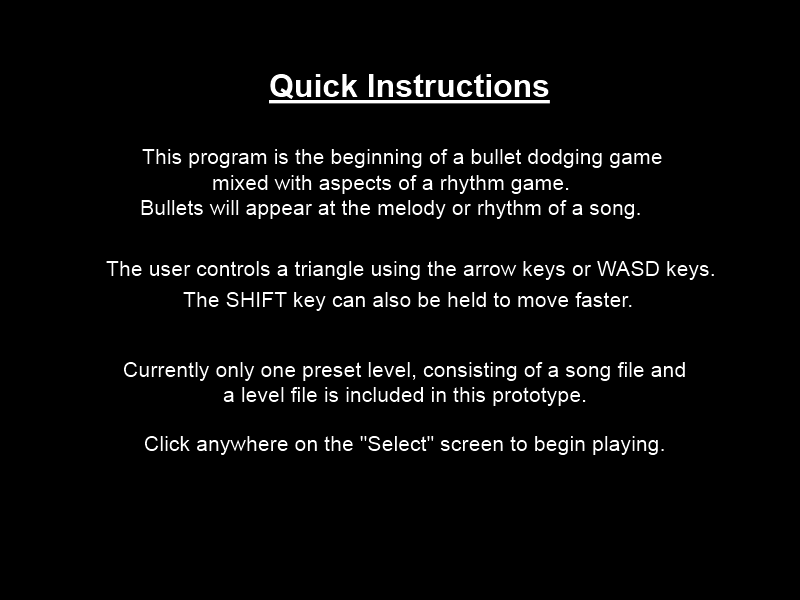 Quick Instructions
This program is the beginning of a bullet dodging game
mixed with aspects of a rhythm game.
Bullets will appear at the melody or rhythm of a song.
The user controls a triangle using the arrow keys or WASD keys.
The SHIFT key can also be held to move faster.
Currently only one preset level, consisting of a song file and
a level file is included in this prototype.
Click anywhere on the "Select" screen to begin playing.